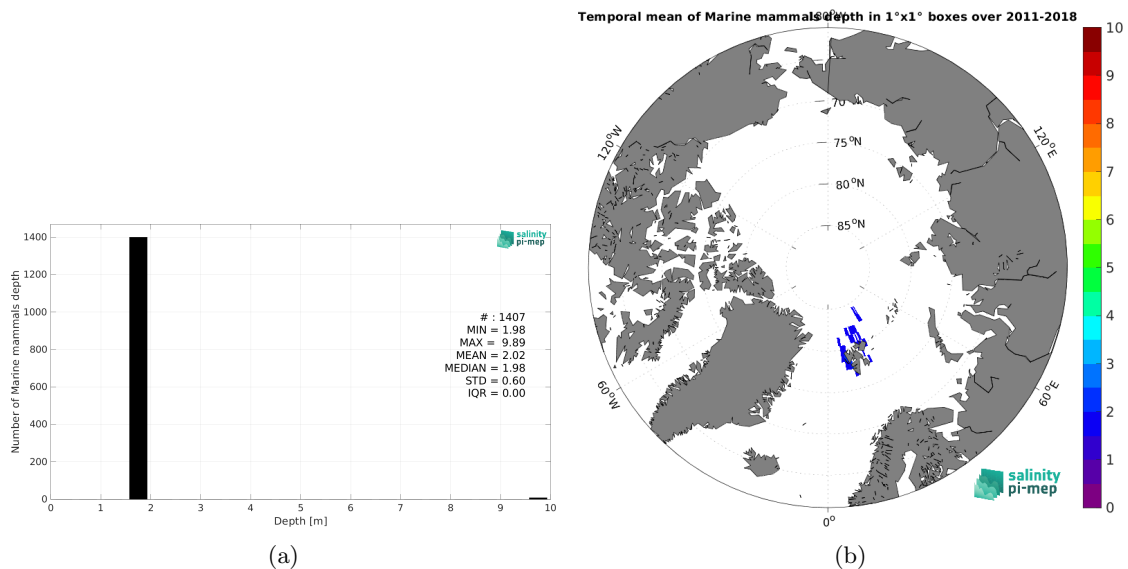 1400
1200
1000
800
600
400
200
0
Number of Marine mammals depth
0 1 2 3 4 5 6 7 8 9 10
Depth [m]
salinity
pi-mep
# : 1407
MIN = 1.98
MAX = 9.89
MEAN = 2.02
MEDIAN = 1.98
STD = 0.60
IQR = 0.00
(a)
Temporal mean of Marine mammals depth in 1°x1° boxes over 2011-2018
180°W
120°W
120°E
60°W
60°E
0°
70°N
75°N
80°N
85°N
10
9
8
7
6
5
4
3
2
1
0
salinity
pi-mep
(b)